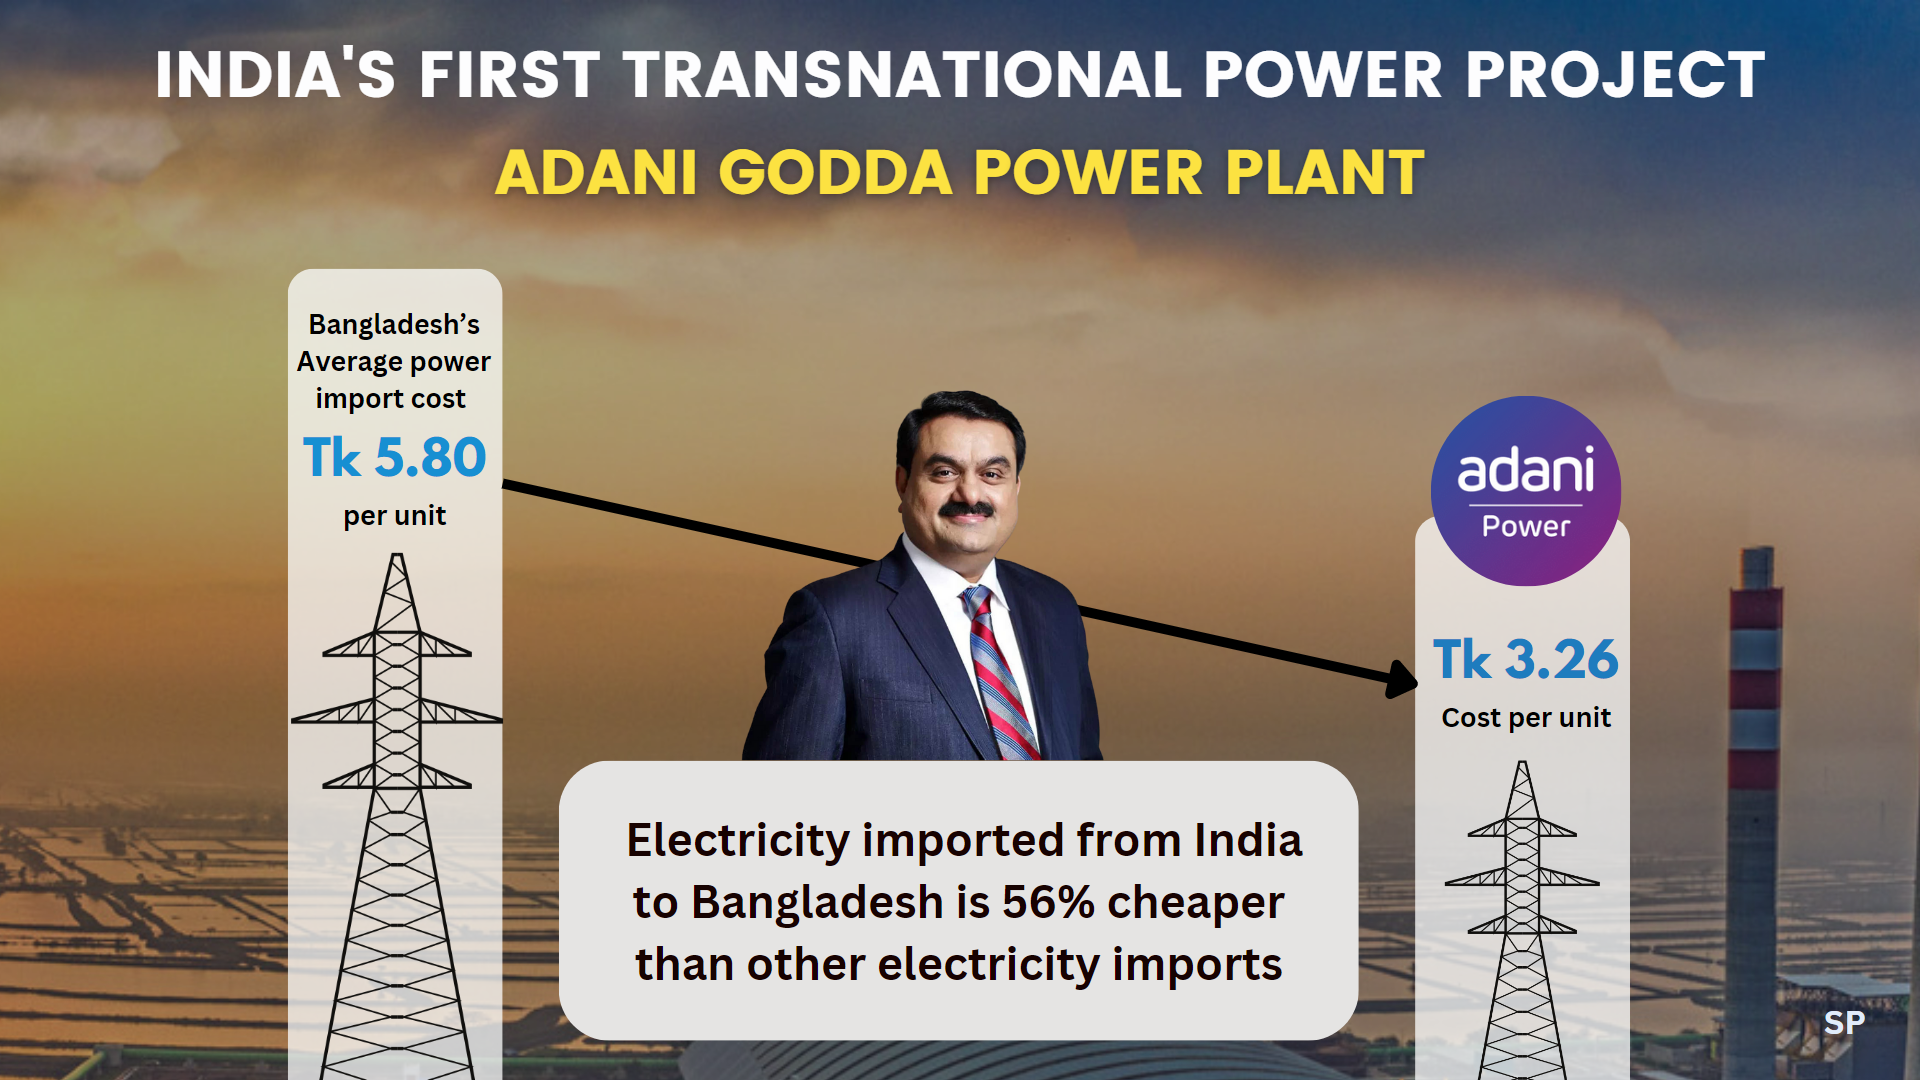 INDIA'S FIRST TRANSNATIONAL POWER PROJECT
ADANI GODDA POWER PLANT
Bangladesh’s
Average power
import cost
Tk 5.80
per unit
adani
Power
Tk 3.26
Cost per unit
Electricity imported from India
to Bangladesh is 56% cheaper
than other electricity imports
SP